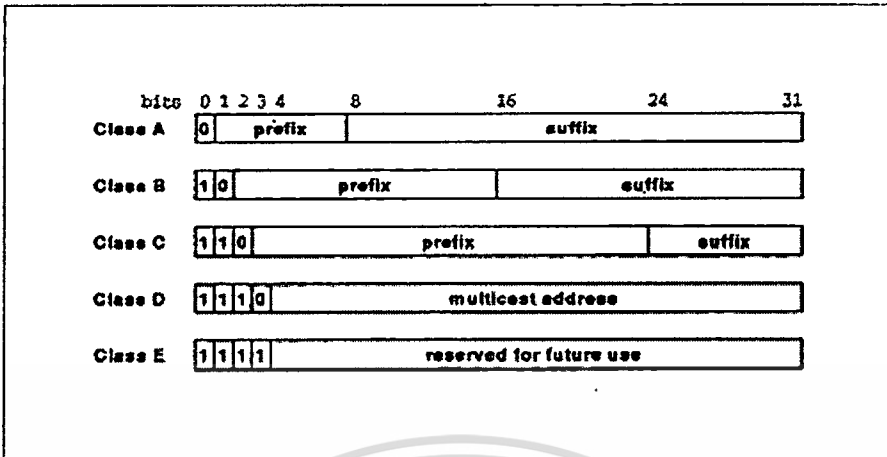 bits 0 1 2 3 4 8 16 24 31
Class A 0 prefix suffix
Class B 1 0 prefix suffix
Class C 1 1 0 prefix suffix
Class D 1 1 1 0 multicast address
Class E 1 1 1 1 reserved for future use